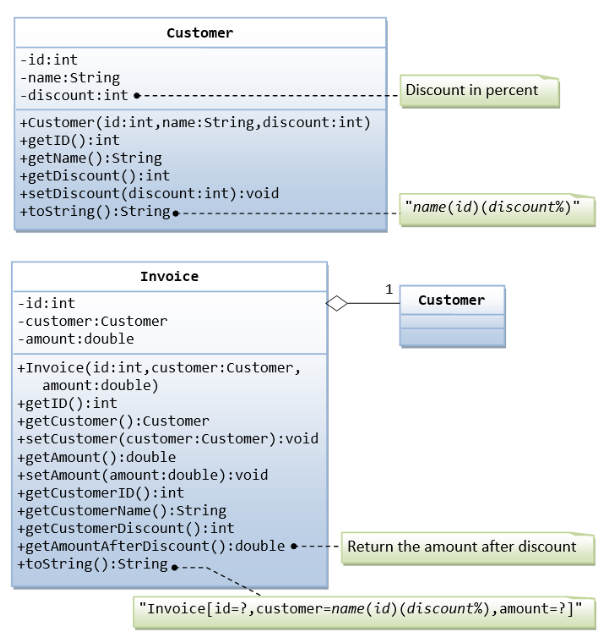 Customer
-id:int
-name:String
-discount:int
Discount in percent
+Customer(id:int,name:String,discount:int)
+getID():int
+getName():String
+getDiscount():int
+setDiscount(discount:int):void
+toString():String
"name(id)(discount%)"
Invoice
-id:int
-customer:Customer
-amount:double
1
Customer
+Invoice(id:int,customer:Customer,
amount:double)
+getID():int
+getCustomer():Customer
+setCustomer(customer:Customer):void
+getAmount():double
+setAmount(amount:double):void
+getCustomerID():int
+getCustomerName():String
+getCustomerDiscount():int
+getAmountAfterDiscount():double
Return the amount after discount
+toString():String
"Invoice[id=?,customer=name(id)(discount%),amount=?]"